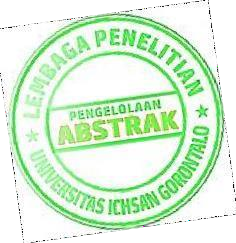 LEMBAGA PENELITIAN
PENGELOLAAN
ABSTRAK
UNIVERSITAS ICHSAN GORONTALO